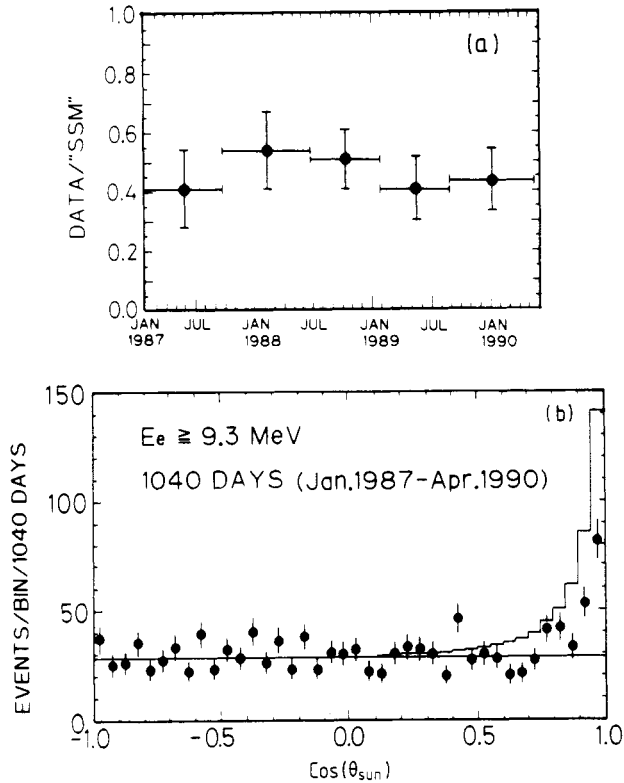 (a)
DATA/"SSM"
1.0
0.8
0.6
0.4
0.2
0.0
JAN JUL JAN JUL JAN JUL JAN
1987 1988 1989 1990
(b)
Ee ≧ 9.3 MeV
1040 DAYS (Jan.1987-Apr.1990)
EVENTS/BIN/1040 DAYS
150
100
50
0
-1.0 -0.5 0.0 0.5 1.0
Cos(θsun)